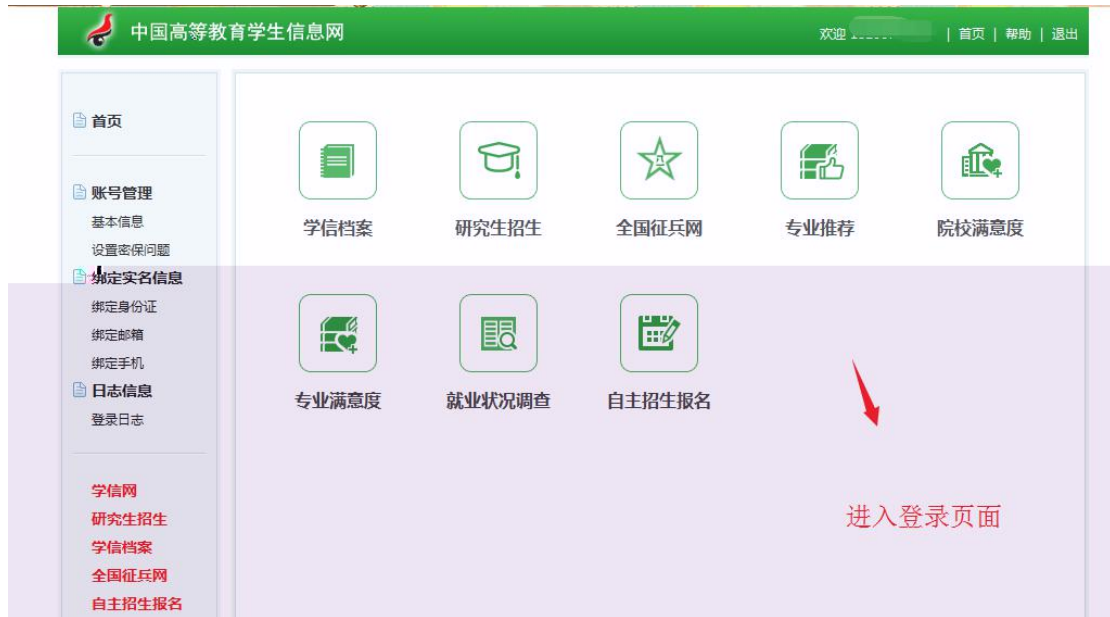 中国高等教育学生信息网
欢迎 | 首页 | 帮助 | 退出
首页
账号管理
基本信息
设置密保问题
绑定实名信息
绑定身份证
绑定邮箱
绑定手机
日志信息
登录日志
学信网
研究生招生
学信档案
全国征兵网
自主招生报名
学信档案 研究生招生 全国征兵网 专业推荐 院校满意度
专业满意度 就业状况调查 自主招生报名
进入登录页面